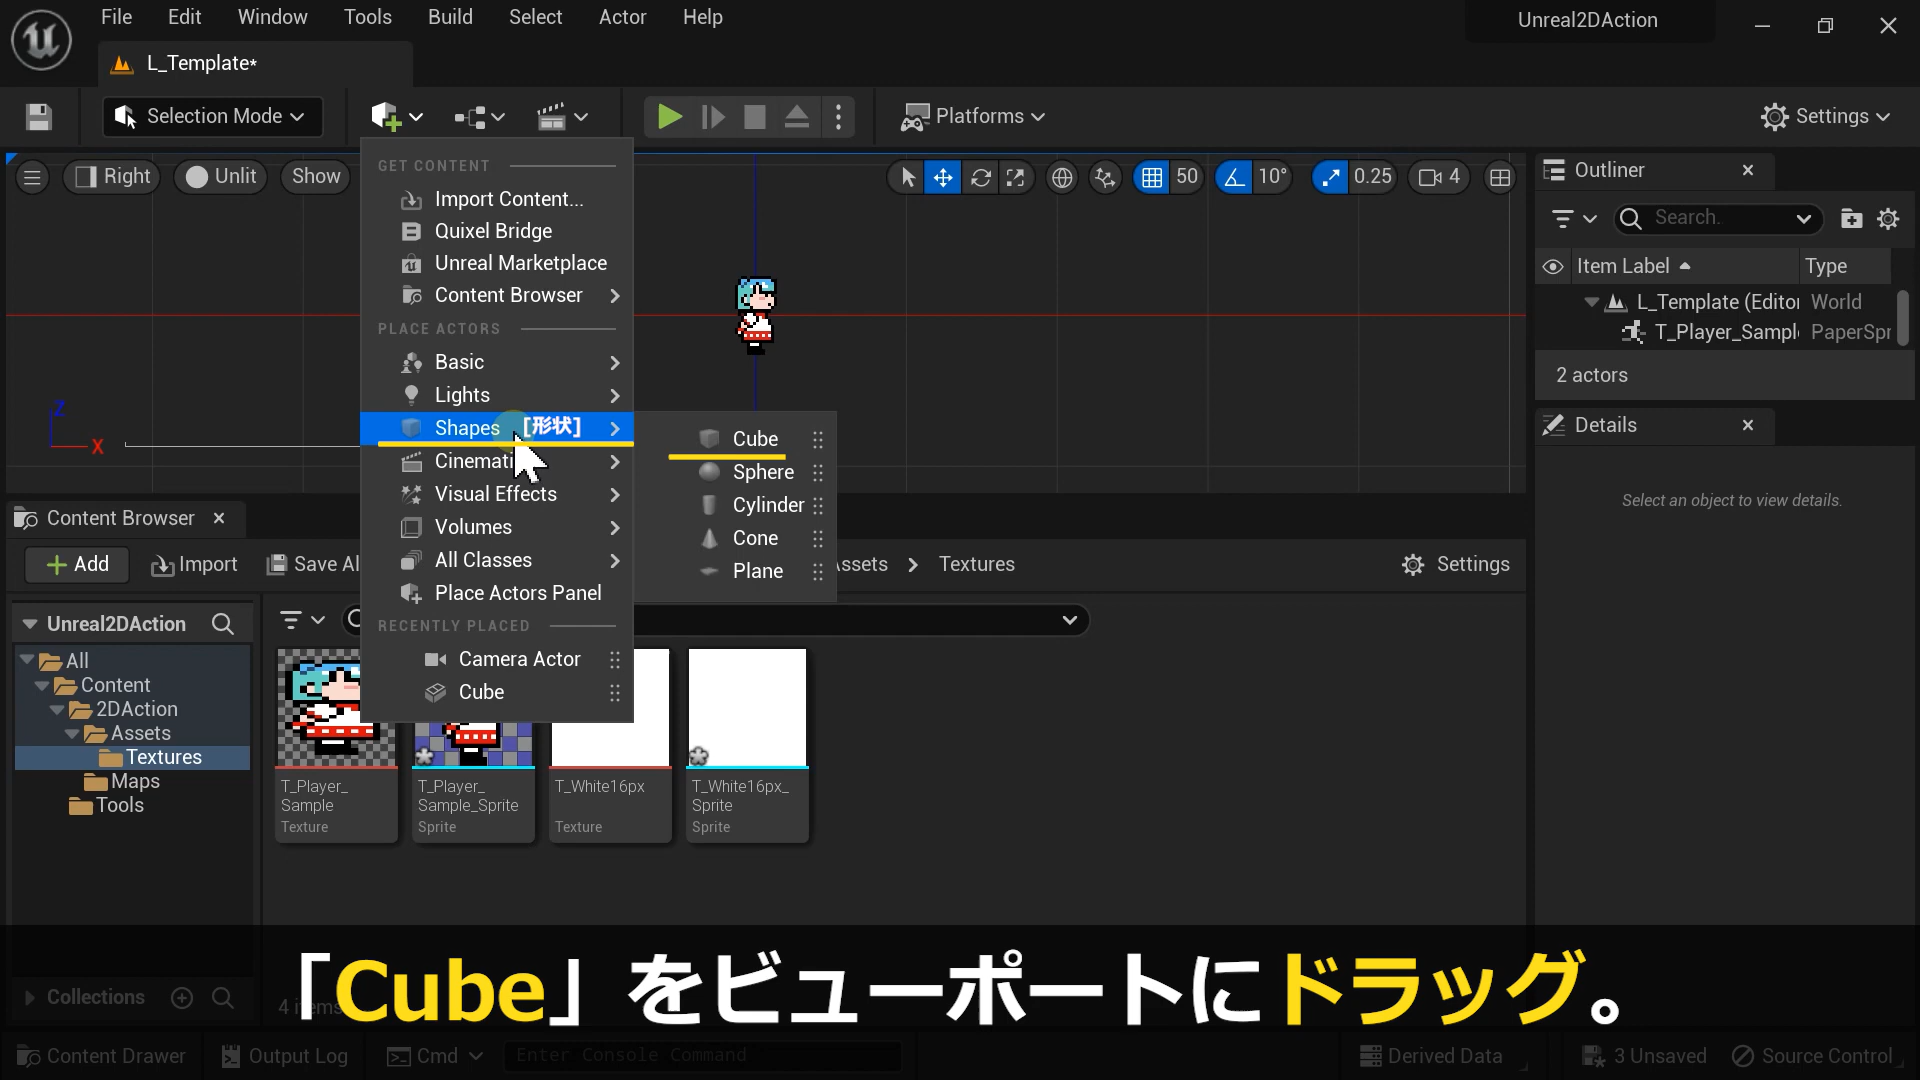 File Edit Window Tools Build Select Actor Help
Unreal2DAction
L_Template*
Selection Mode
Platforms
Settings
Right
Unlit
Show
50
10°
0.25
4
GET CONTENT
Import Content...
Quixel Bridge
Unreal Marketplace
Content Browser
PLACE ACTORS
Basic
Lights
Shapes [形状]
Cinemati
Visual Effects
Volumes
All Classes
Place Actors Panel
RECENTLY PLACED
Camera Actor
Cube
Cube
Sphere
Cylinder
Cone
Plane
Z
X
Outliner
Search..
Item Label Type
L_Template (Editor World
T_Player_Sample PaperSpr
2 actors
Details
Select an object to view details.
Content Browser
Add
Import
Save Al
Assets
Textures
Settings
Unreal2DAction
All
Content
2DAction
Assets
Textures
Maps
Tools
T_Player_
Sample
Texture
T_Player_
Sample_Sprite
Sprite
T_White16px
Texture
T_White16px_
Sprite
Sprite
Collections
4 items
「Cube」をビューポートにドラッグ。
Content Drawer
Output Log
Cmd
Enter Console Command
Derived Data
3 Unsaved
Source Control